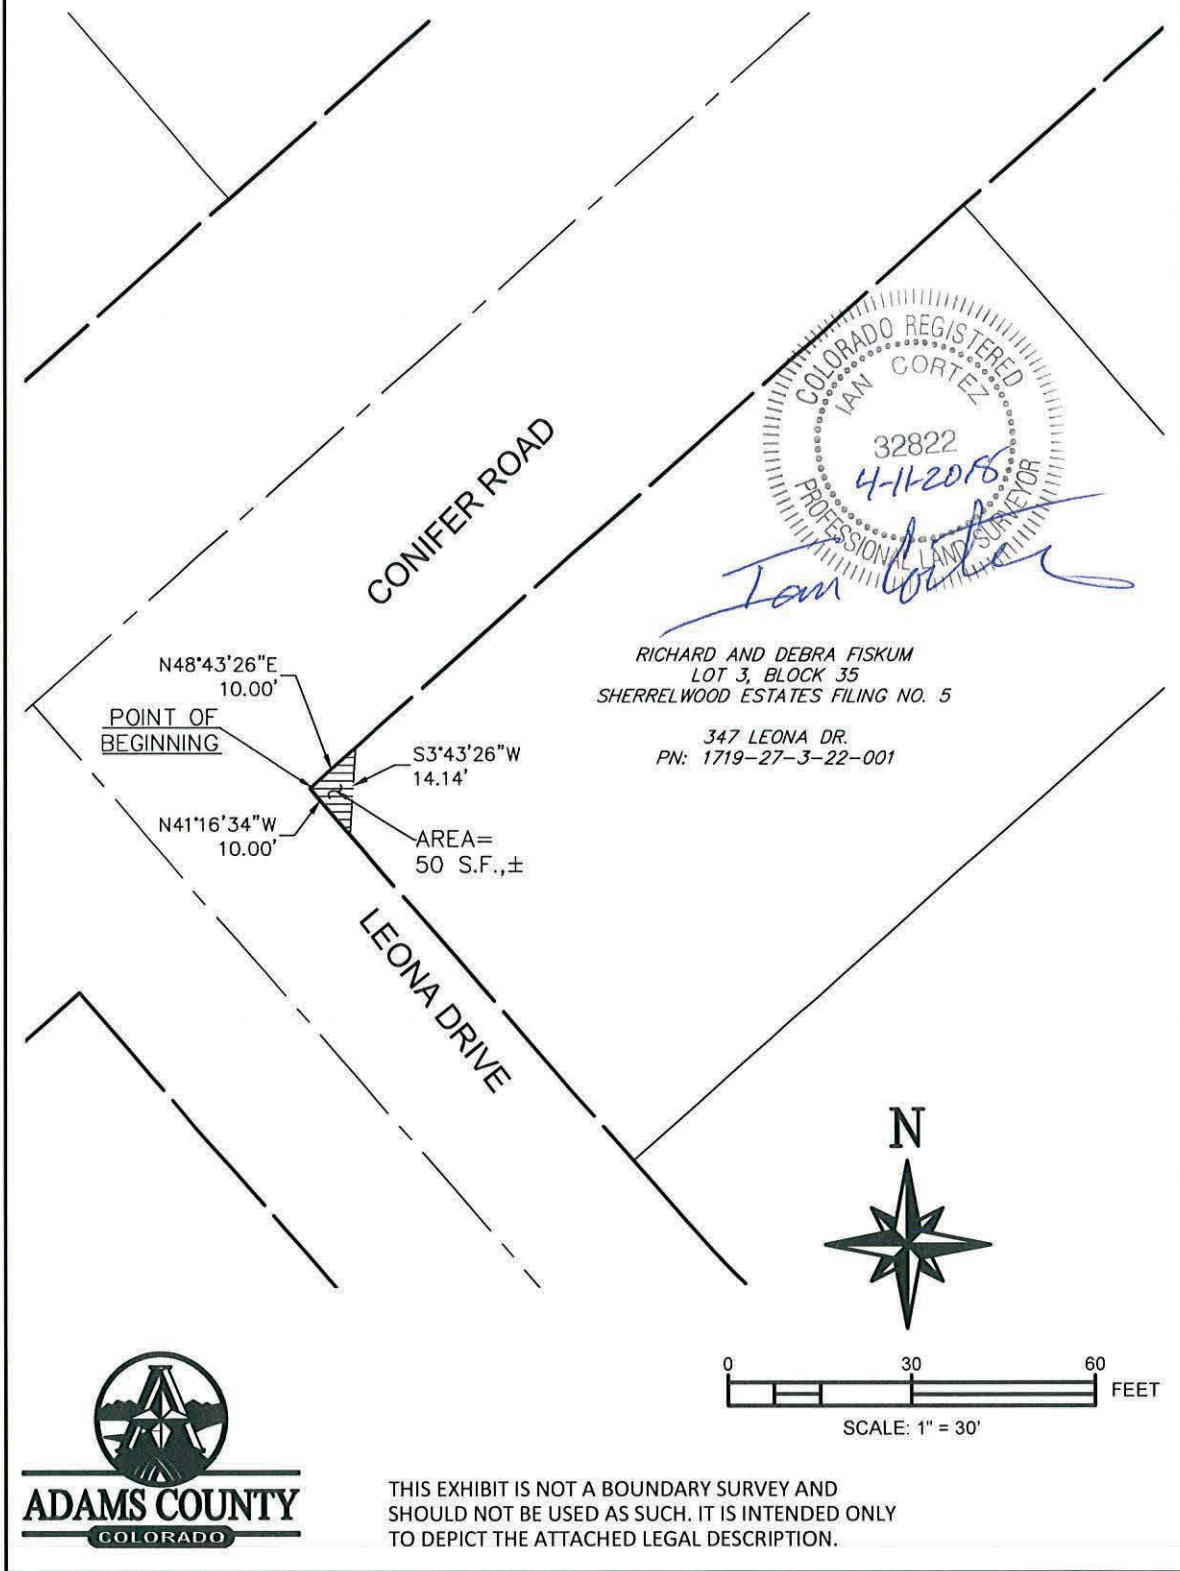 COLORADO REGISTERED
IAN CORTEZ
32822
4-11-2018
PROFESSIONAL LAND SURVEYOR
Ian Cortez
CONIFER ROAD
RICHARD AND DEBRA FISKUM
LOT 3, BLOCK 35
SHERRELWOOD ESTATES FILING NO. 5
347 LEONA DR.
PN: 1719-27-3-22-001
N48°43'26"E
10.00'
POINT OF
BEGINNING
S3°43'26"W
14.14'
N41°16'34"W
10.00'
AREA=
50 S.F.,±
LEONA DRIVE
N
0 30 60
FEET
SCALE: 1" = 30'
ADAMS COUNTY
COLORADO
THIS EXHIBIT IS NOT A BOUNDARY SURVEY AND
SHOULD NOT BE USED AS SUCH. IT IS INTENDED ONLY
TO DEPICT THE ATTACHED LEGAL DESCRIPTION.